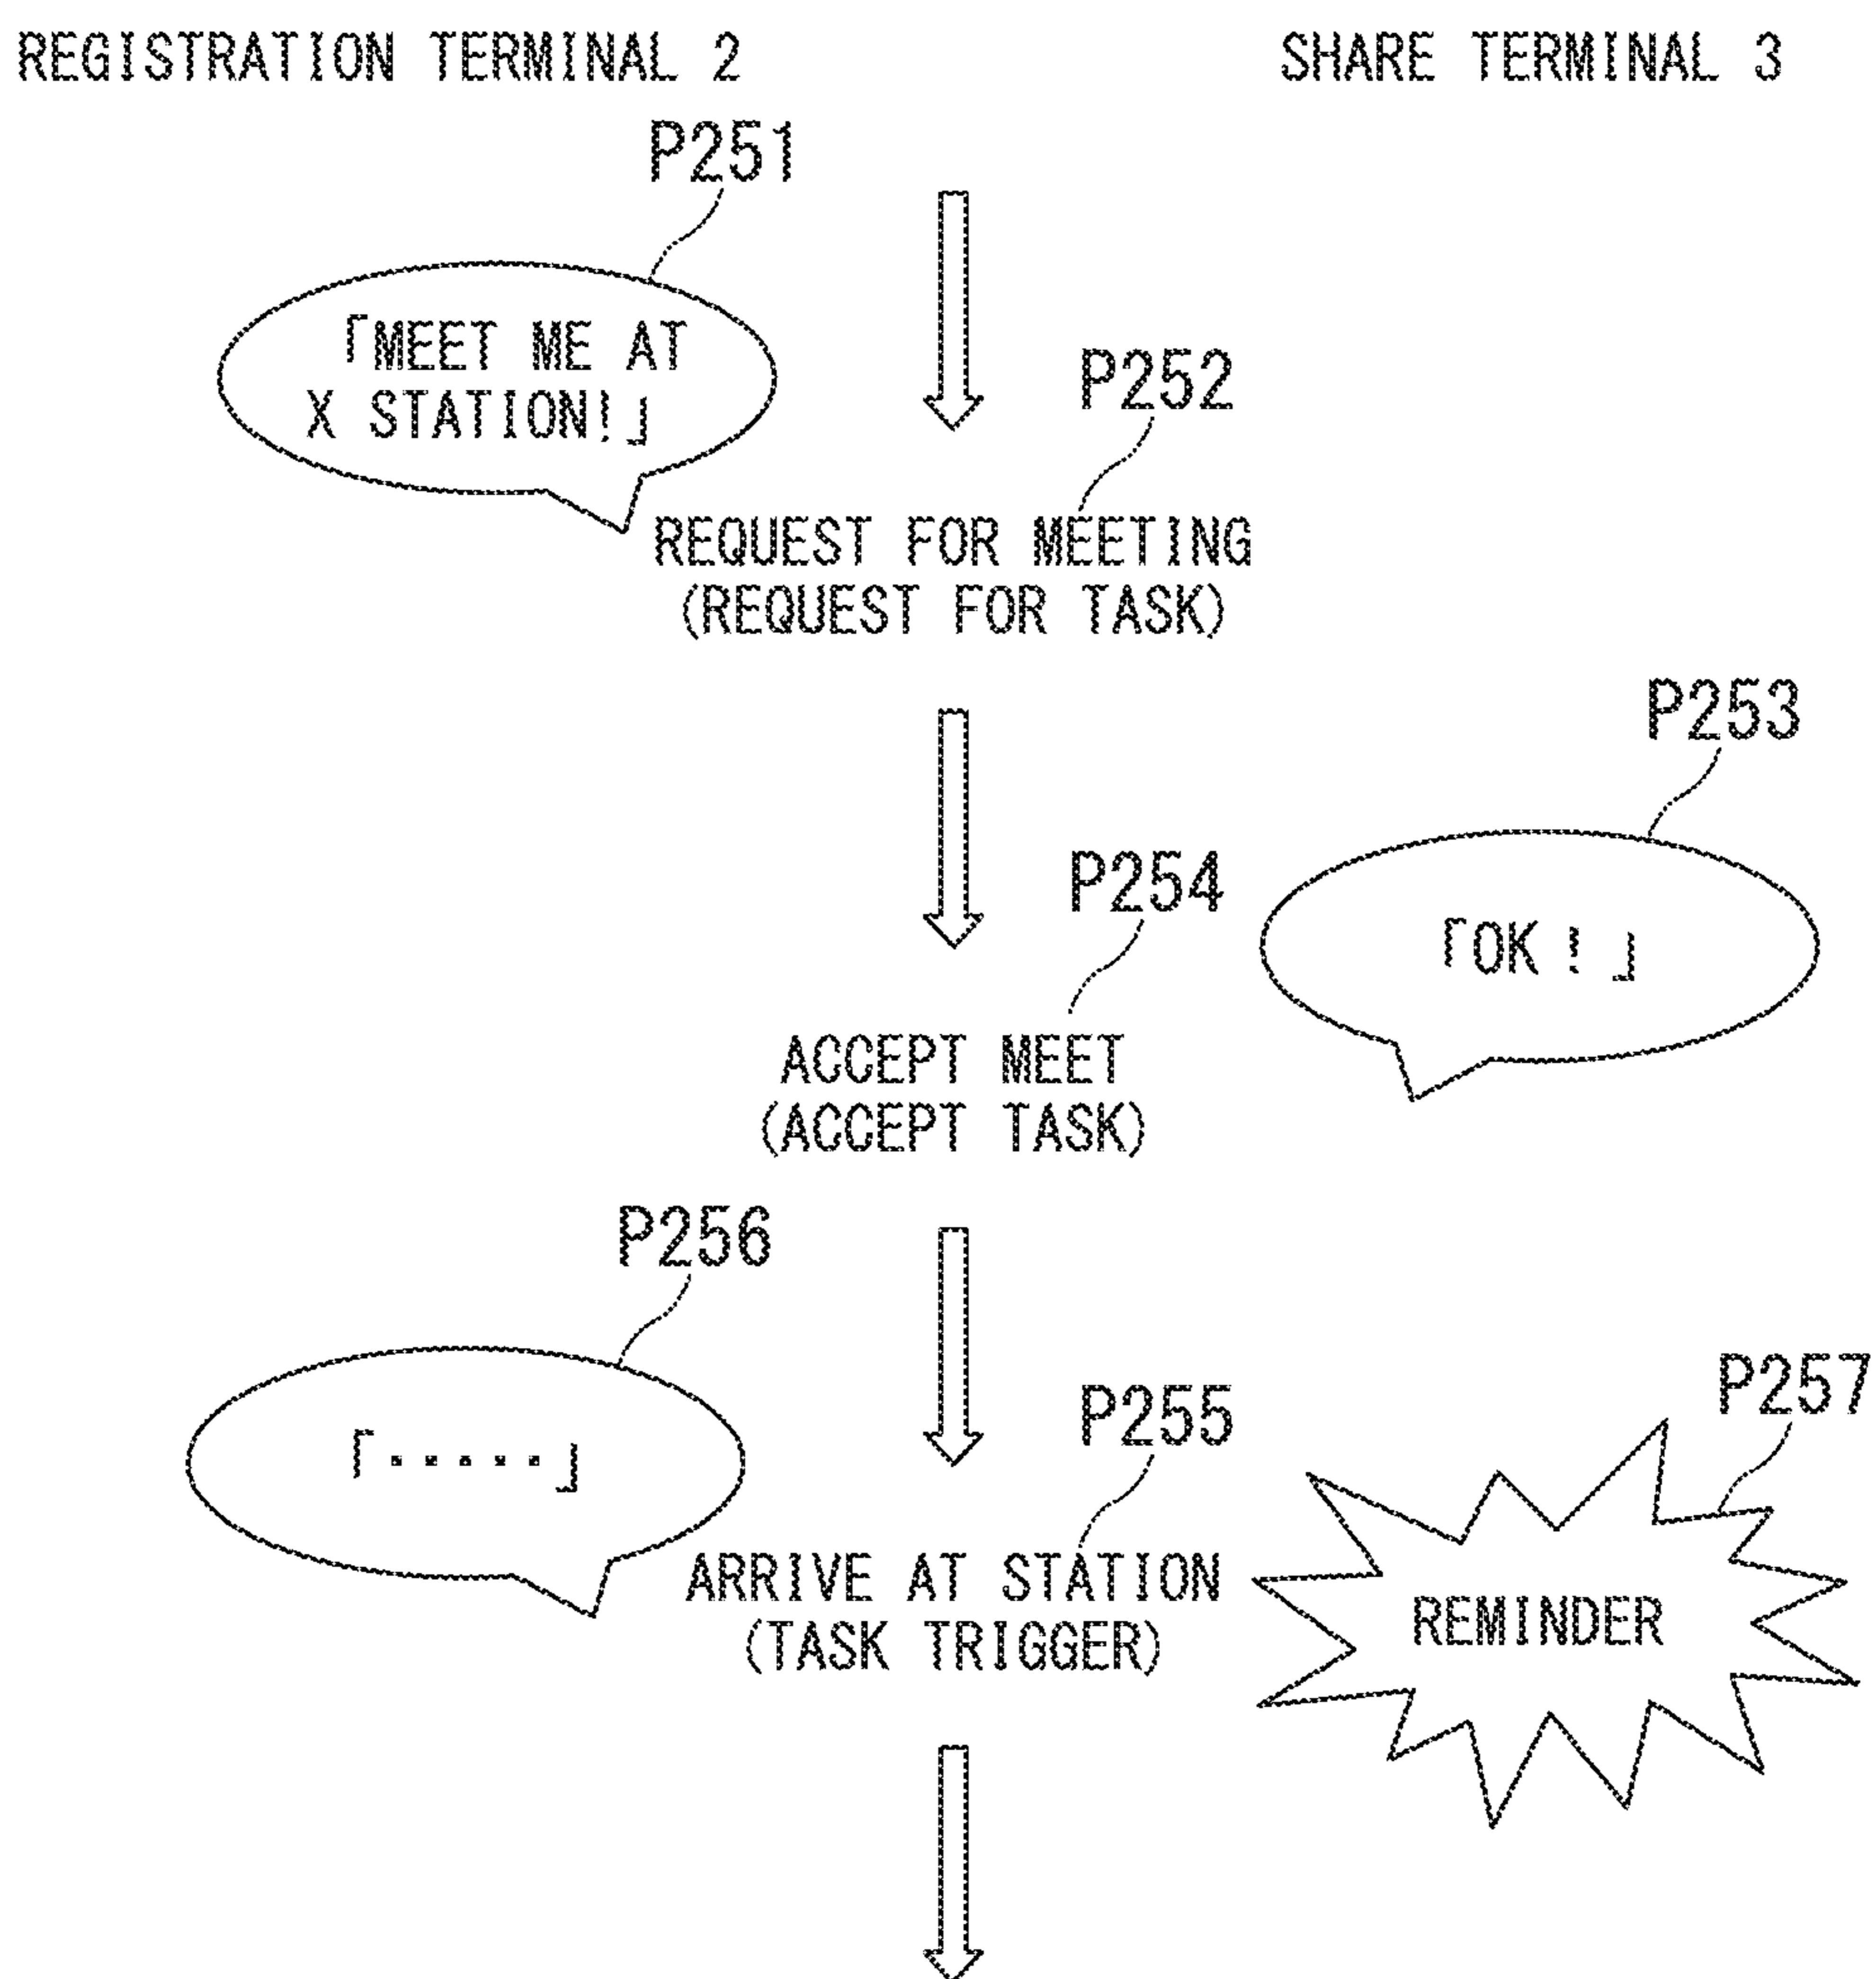 REGISTRATION TERMINAL 2
SHARE TERMINAL 3
P251
「MEET ME AT
X STATION!」
P252
REQUEST FOR MEETING
(REQUEST FOR TASK)
P253
「OK!」
P254
ACCEPT MEET
(ACCEPT TASK)
P256
「・・・・・」
P255
ARRIVE AT STATION
(TASK TRIGGER)
P257
REMINDER